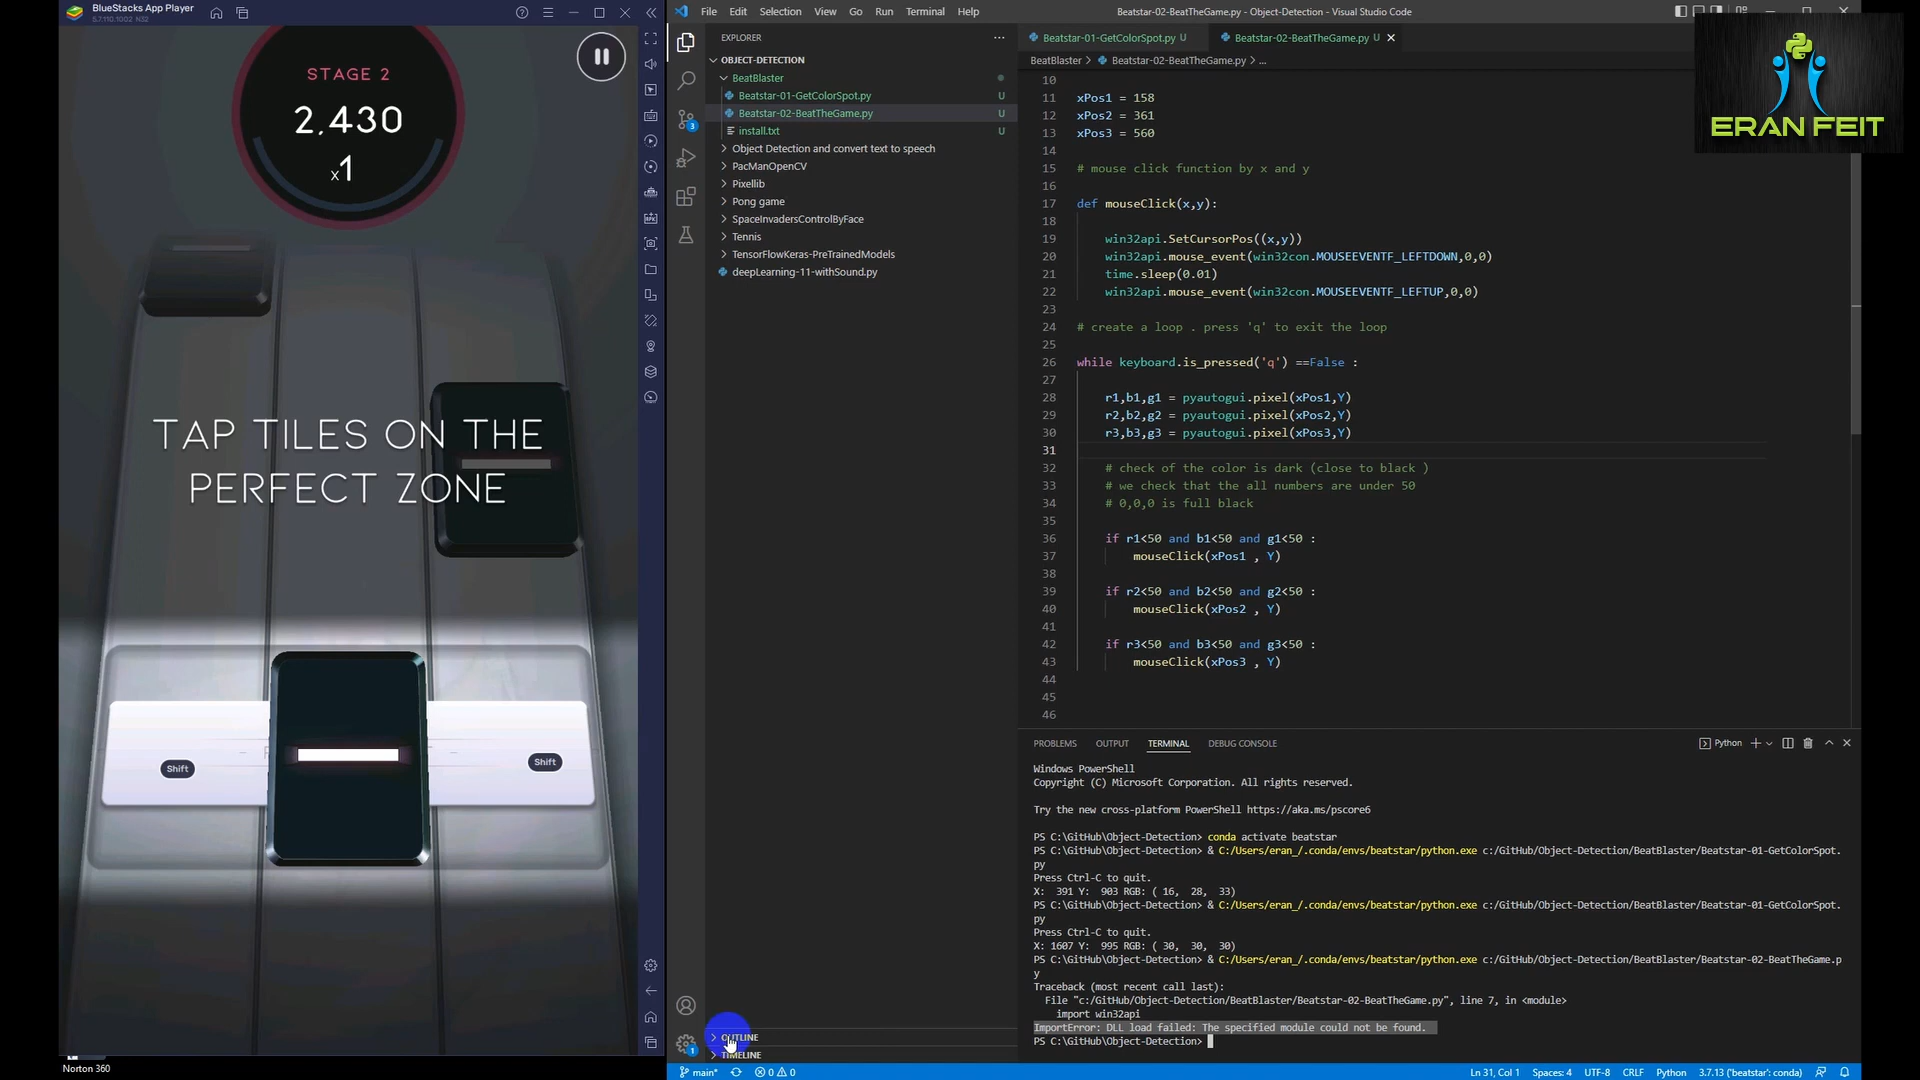 BlueStacks App Player
5.7.110.1002 N32
STAGE 2
2,430
x1
TAP TILES ON THE
PERFECT ZONE
Shift
Shift
Norton 360
File Edit Selection View Go Run Terminal Help
Beatstar-02-BeatTheGame.py - Object-Detection - Visual Studio Code
EXPLORER
OBJECT-DETECTION
BeatBlaster
Beatstar-01-GetColorSpot.py U
Beatstar-02-BeatTheGame.py U
install.txt U
Object Detection and convert text to speech
PacManOpenCV
Pixellib
Pong game
SpaceInvadersControlByFace
Tennis
TensorFlowKeras-PreTrainedModels
deepLearning-11-withSound.py
OUTLINE
TIMELINE
3
1
Beatstar-01-GetColorSpot.py U
Beatstar-02-BeatTheGame.py U
BeatBlaster > Beatstar-02-BeatTheGame.py > ...
10
11 xPos1 = 158
12 xPos2 = 361
13 xPos3 = 560
14
15 # mouse click function by x and y
16
17 def mouseClick(x,y):
18
19 win32api.SetCursorPos((x,y))
20 win32api.mouse_event(win32con.MOUSEEVENTF_LEFTDOWN,0,0)
21 time.sleep(0.01)
22 win32api.mouse_event(win32con.MOUSEEVENTF_LEFTUP,0,0)
23
24 # create a loop . press 'q' to exit the loop
25
26 while keyboard.is_pressed('q') ==False :
27
28 r1,b1,g1 = pyautogui.pixel(xPos1,Y)
29 r2,b2,g2 = pyautogui.pixel(xPos2,Y)
30 r3,b3,g3 = pyautogui.pixel(xPos3,Y)
31
32 # check of the color is dark (close to black )
33 # we check that the all numbers are under 50
34 # 0,0,0 is full black
35
36 if r1<50 and b1<50 and g1<50 :
37 mouseClick(xPos1 , Y)
38
39 if r2<50 and b2<50 and g2<50 :
40 mouseClick(xPos2 , Y)
41
42 if r3<50 and b3<50 and g3<50 :
43 mouseClick(xPos3 , Y)
44
45
46
ERAN FEIT
PROBLEMS OUTPUT TERMINAL DEBUG CONSOLE
Python
Windows PowerShell
Copyright (C) Microsoft Corporation. All rights reserved.
Try the new cross-platform PowerShell https://aka.ms/pscore6
PS C:\GitHub\Object-Detection> conda activate beatstar
PS C:\GitHub\Object-Detection> & C:/Users/eran_/.conda/envs/beatstar/python.exe c:/GitHub/Object-Detection/BeatBlaster/Beatstar-01-GetColorSpot.
py
Press Ctrl-C to quit.
X: 391 Y: 903 RGB: ( 16, 28, 33)
PS C:\GitHub\Object-Detection> & C:/Users/eran_/.conda/envs/beatstar/python.exe c:/GitHub/Object-Detection/BeatBlaster/Beatstar-01-GetColorSpot.
py
Press Ctrl-C to quit.
X: 1607 Y: 995 RGB: ( 30, 30, 30)
PS C:\GitHub\Object-Detection> & C:/Users/eran_/.conda/envs/beatstar/python.exe c:/GitHub/Object-Detection/BeatBlaster/Beatstar-02-BeatTheGame.p
y
Traceback (most recent call last):
File "c:/GitHub/Object-Detection/BeatBlaster/Beatstar-02-BeatTheGame.py", line 7, in <module>
import win32api
ImportError: DLL load failed: The specified module could not be found.
PS C:\GitHub\Object-Detection>
main* 0 0 Ln 31, Col 1 Spaces: 4 UTF-8 CRLF Python 3.7.13 ('beatstar': conda)